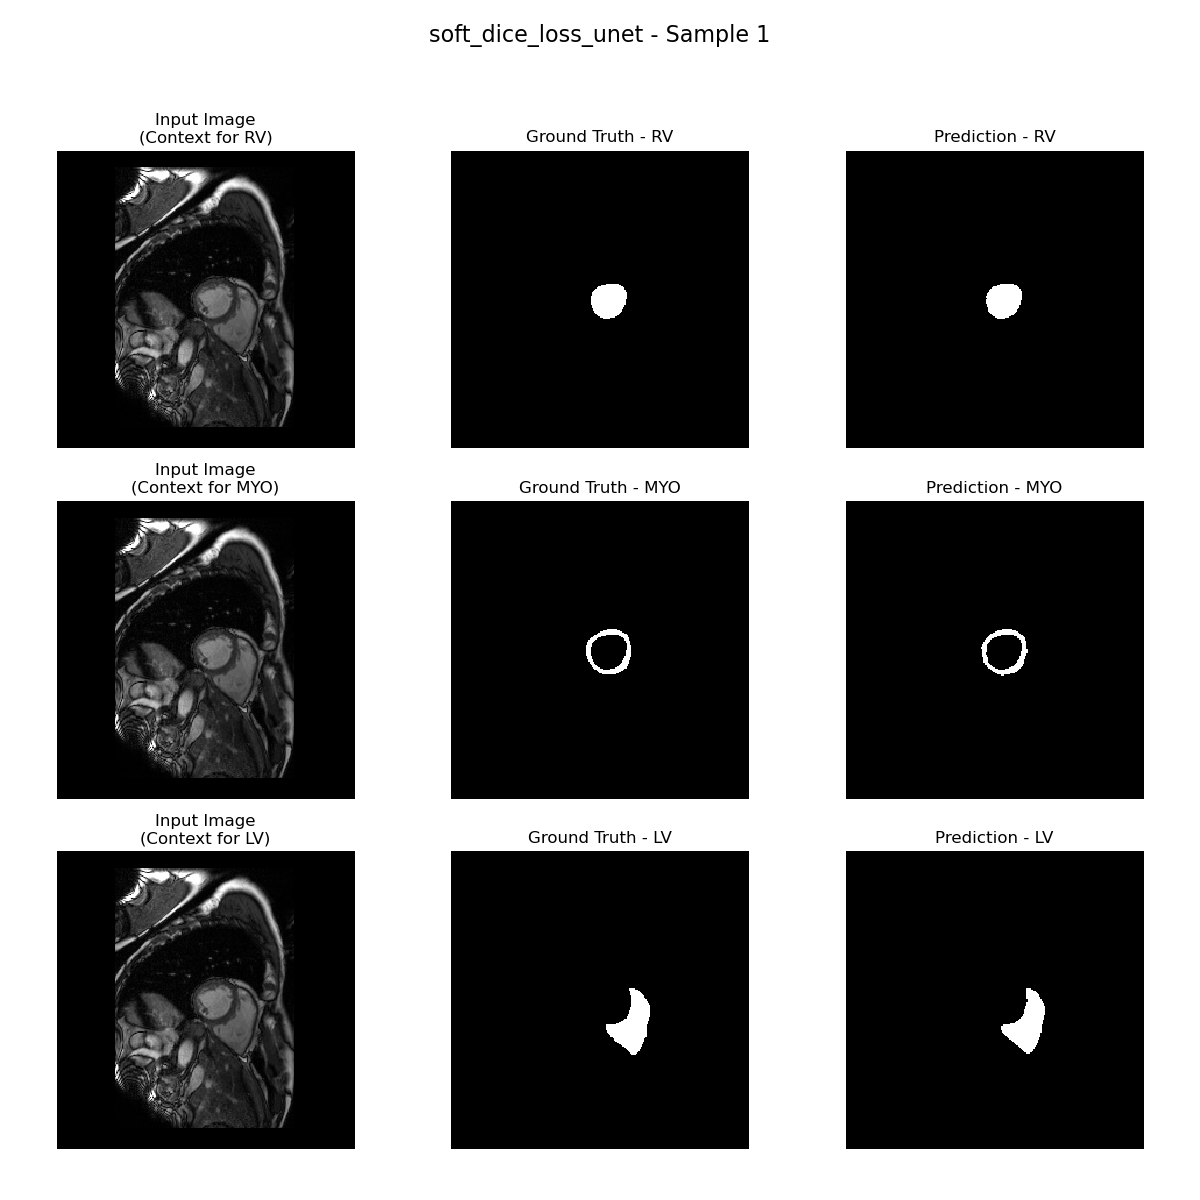 soft_dice_loss_unet - Sample 1
Input Image
(Context for RV)
Ground Truth - RV
Prediction - RV
Input Image
(Context for MYO)
Ground Truth - MYO
Prediction - MYO
Input Image
(Context for LV)
Ground Truth - LV
Prediction - LV